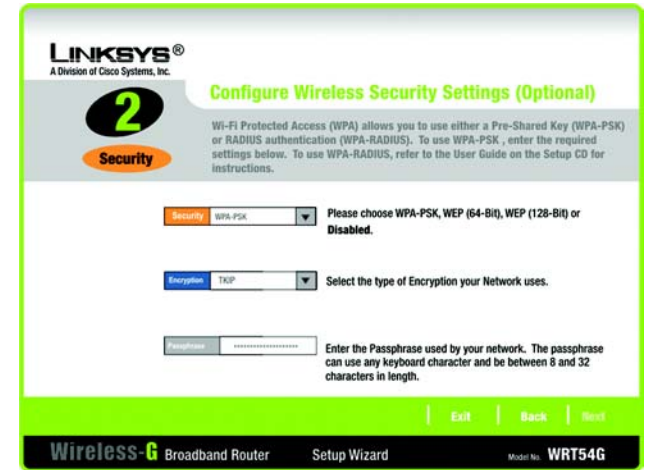 LINKSYS®
A Division of Cisco Systems, Inc.
2
Security
Configure Wireless Security Settings (Optional)
Wi-Fi Protected Access (WPA) allows you to use either a Pre-Shared Key (WPA-PSK)
or RADIUS authentication (WPA-RADIUS). To use WPA-PSK , enter the required
settings below. To use WPA-RADIUS, refer to the User Guide on the Setup CD for
instructions.
Security WPA-PSK
Please choose WPA-PSK, WEP (64-Bit), WEP (128-Bit) or
Disabled.
Encryption TKIP
Select the type of Encryption your Network uses.
Passphrase
Enter the Passphrase used by your network. The passphrase
can use any keyboard character and be between 8 and 32
characters in length.
Exit Back Next
Wireless-G Broadband Router Setup Wizard Model No. WRT54G